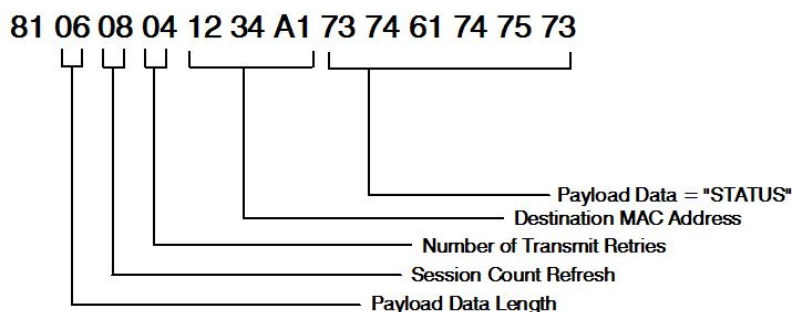 81 06 08 04 12 34 A1 73 74 61 74 75 73
Payload Data = "STATUS"
Destination MAC Address
Number of Transmit Retries
Session Count Refresh
Payload Data Length